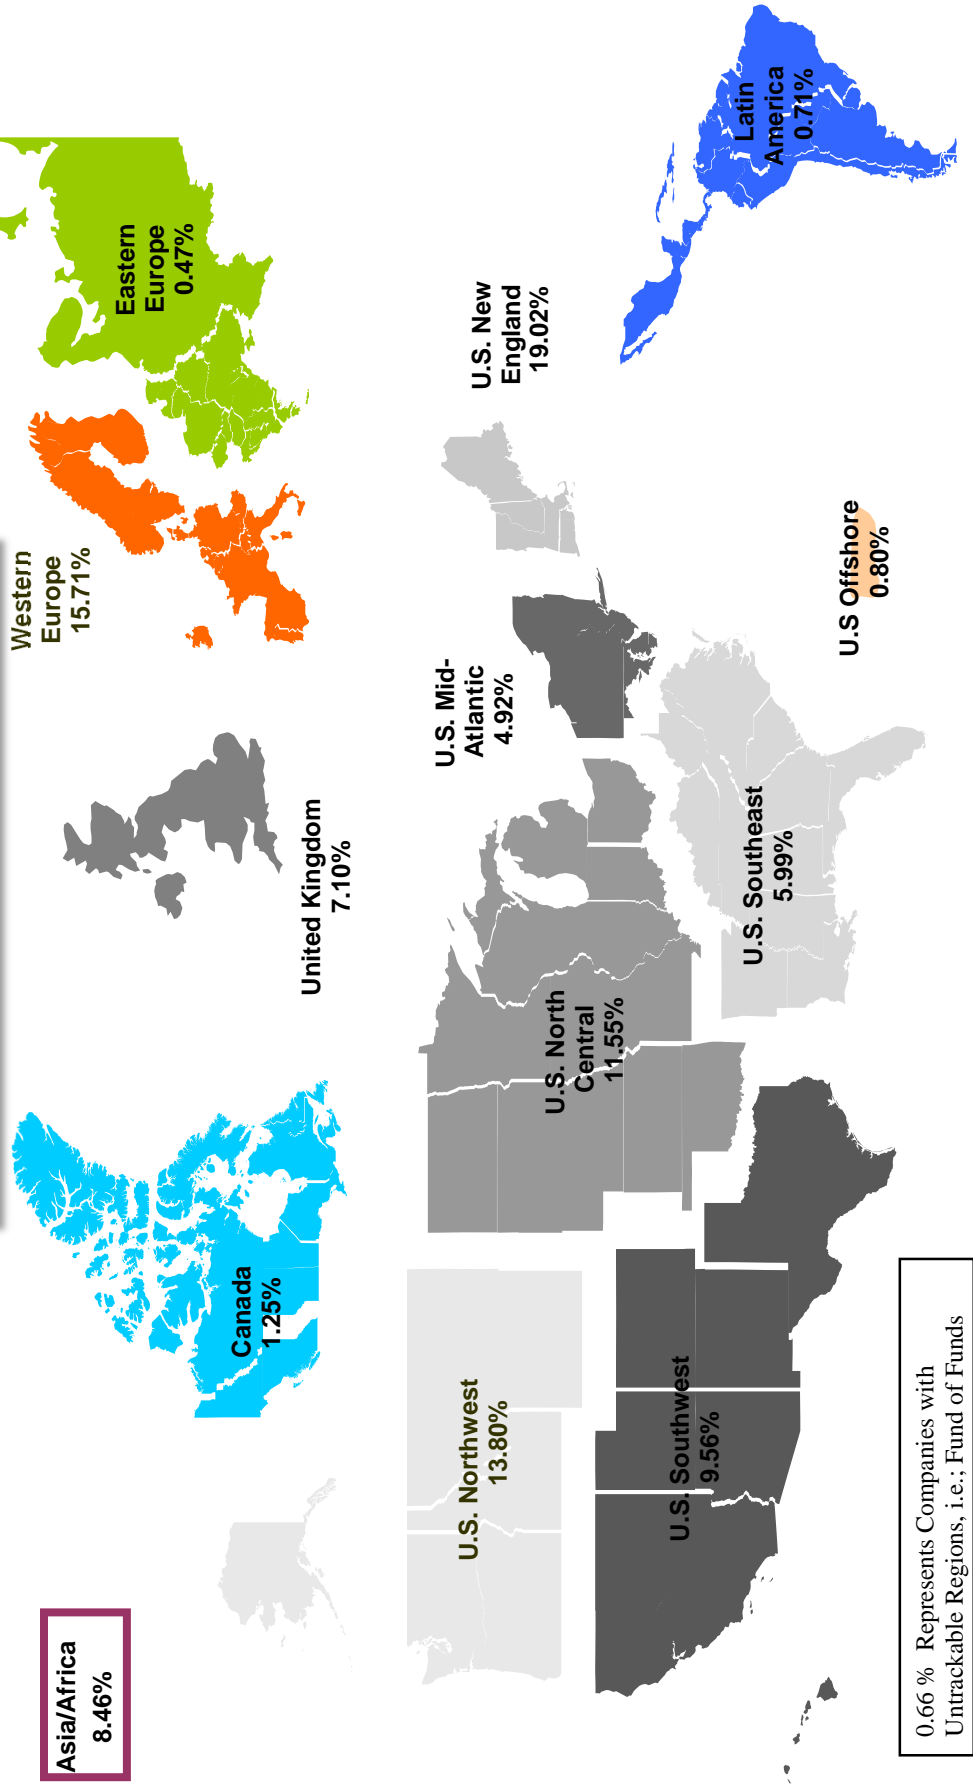 Western
Europe
15.71%
Eastern
Europe
0.47%
Asia/Africa
8.46%
Canada
1.25%
United Kingdom
7.10%
U.S. Northwest
13.80%
U.S. North
Central
11.55%
U.S. Mid-
Atlantic
4.92%
U.S. New
England
19.02%
U.S. Southwest
9.56%
U.S. Southeast
5.99%
U.S Offshore
0.80%
Latin
America
0.71%
0.66 % Represents Companies with
Untrackable Regions, i.e.; Fund of Funds